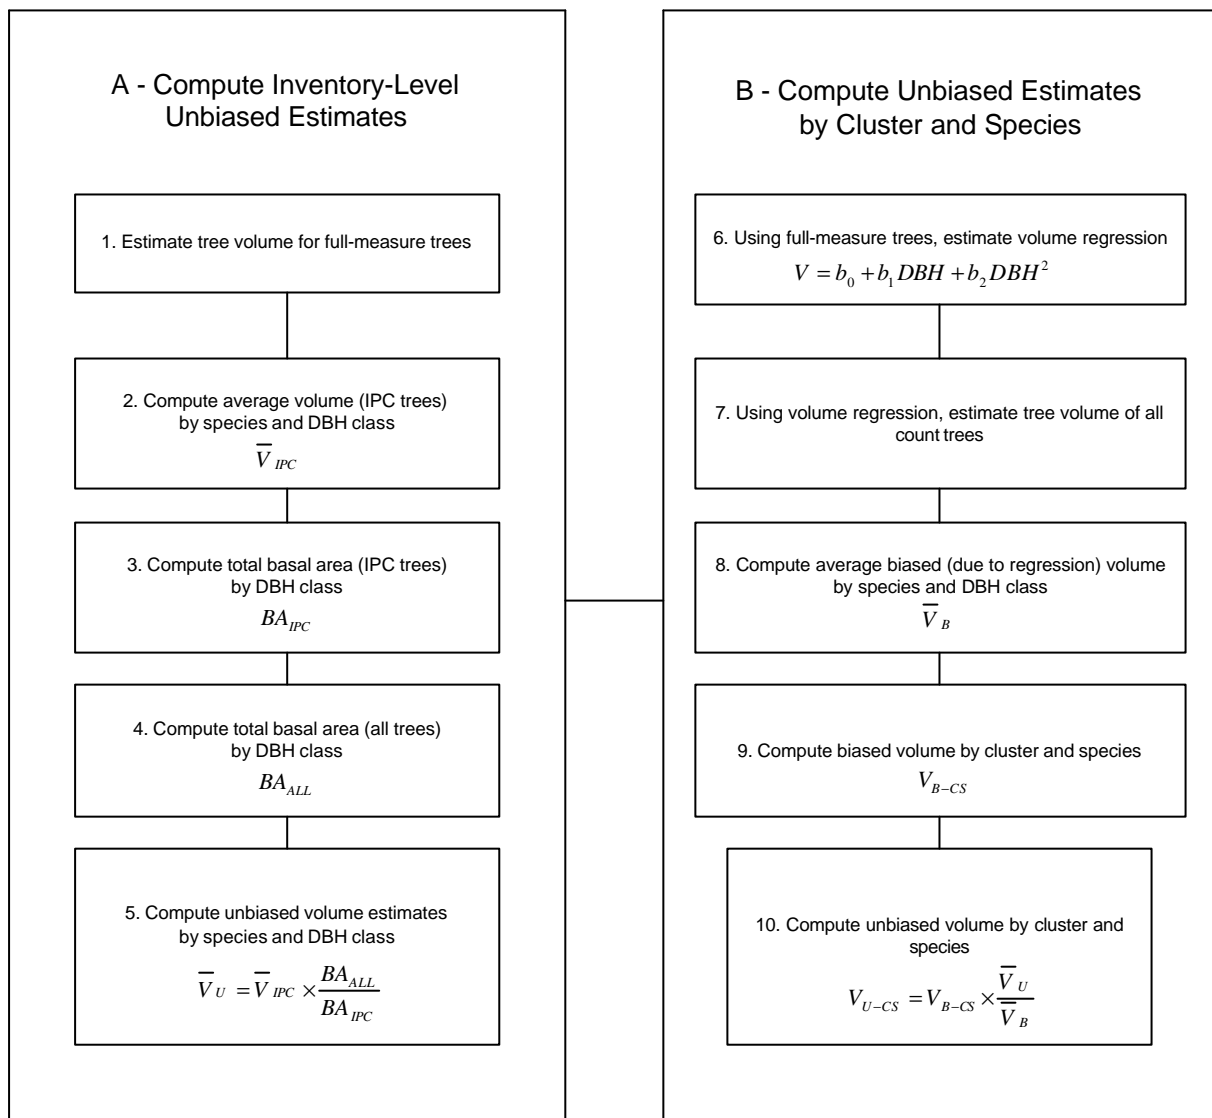 A - Compute Inventory-Level
Unbiased Estimates
1. Estimate tree volume for full-measure trees
2. Compute average volume (IPC trees)
by species and DBH class
V̅_IPC
3. Compute total basal area (IPC trees)
by DBH class
BA_IPC
4. Compute total basal area (all trees)
by DBH class
BA_ALL
5. Compute unbiased volume estimates
by species and DBH class
V̅_U = V̅_IPC × BA_ALL / BA_IPC
B - Compute Unbiased Estimates
by Cluster and Species
6. Using full-measure trees, estimate volume regression
V = b₀ + b₁ DBH + b₂ DBH²
7. Using volume regression, estimate tree volume of all
count trees
8. Compute average biased (due to regression) volume
by species and DBH class
V̅_B
9. Compute biased volume by cluster and species
V_B−CS
10. Compute unbiased volume by cluster and
species
V_U−CS = V_B−CS × V̅_U / V̅_B